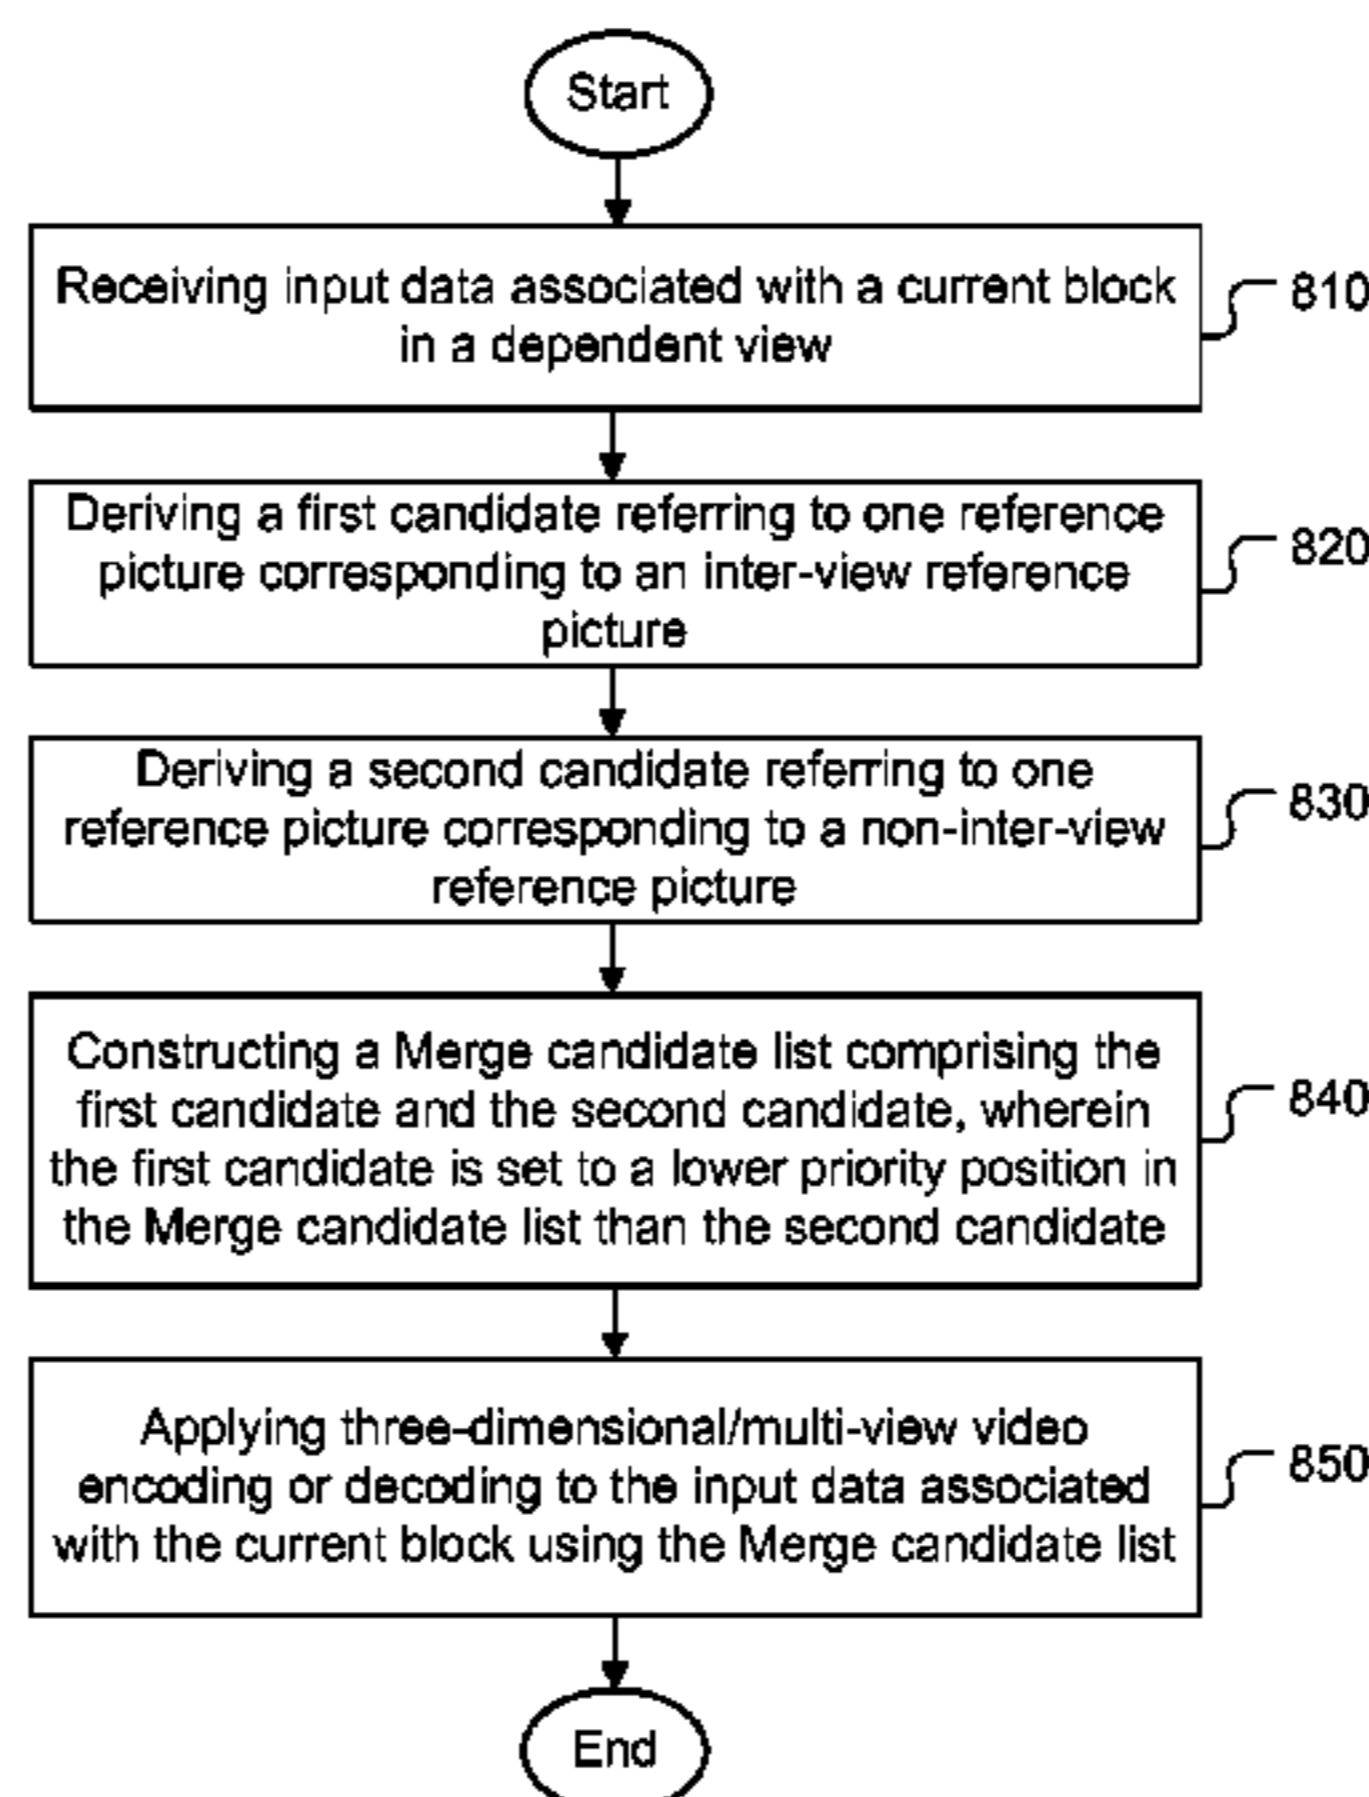 Start
Receiving input data associated with a current block
in a dependent view
810
Deriving a first candidate referring to one reference
picture corresponding to an inter-view reference
picture
820
Deriving a second candidate referring to one
reference picture corresponding to a non-inter-view
reference picture
830
Constructing a Merge candidate list comprising the
first candidate and the second candidate, wherein
the first candidate is set to a lower priority position in
the Merge candidate list than the second candidate
840
Applying three-dimensional/multi-view video
encoding or decoding to the input data associated
with the current block using the Merge candidate list
850
End